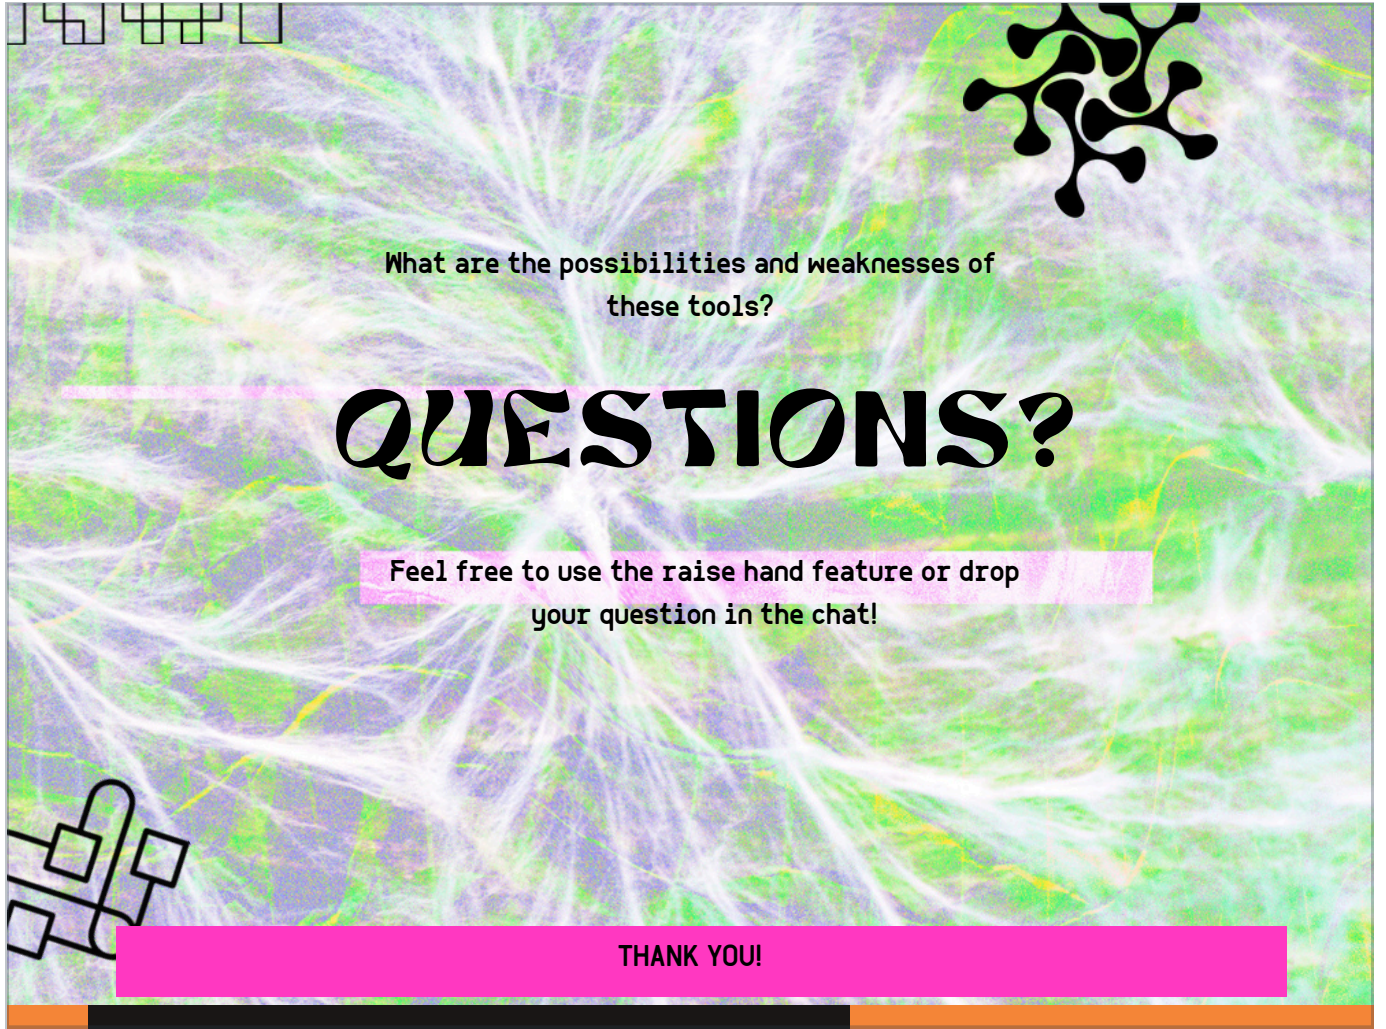 What are the possibilities and weaknesses of
these tools?
QUESTIONS?
Feel free to use the raise hand feature or drop
your question in the chat!
THANK YOU!